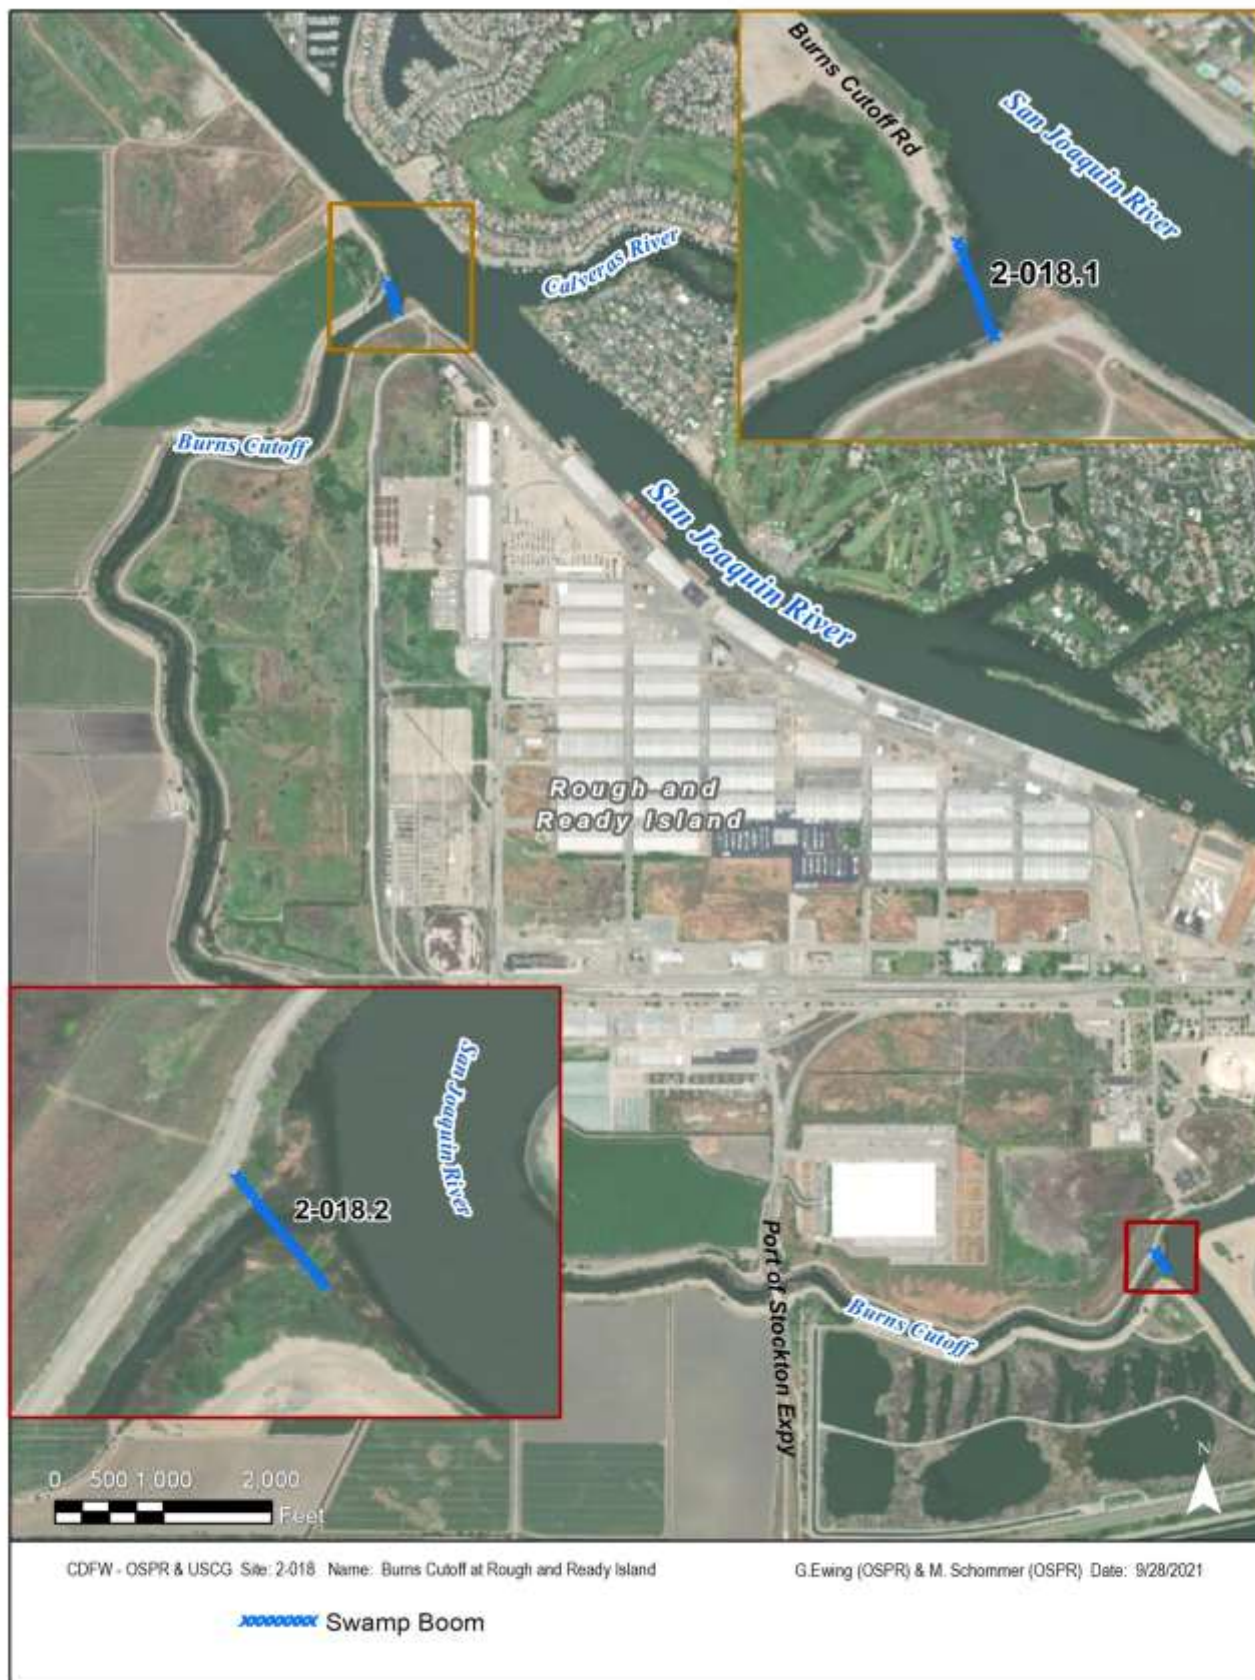 Burns Cutoff Rd
San Joaquin River
2-018.1
Calveras River
Burns Cutoff
San Joaquin River
Rough and
Ready Island
San Joaquin River
2-018.2
Port of Stockton Expy
Burns Cutoff
0 500 1,000 2,000
Feet
N
CDFW - OSPR & USCG Site: 2-018 Name: Burns Cutoff at Rough and Ready Island
G.Ewing (OSPR) & M. Schommer (OSPR) Date: 9/28/2021
Swamp Boom